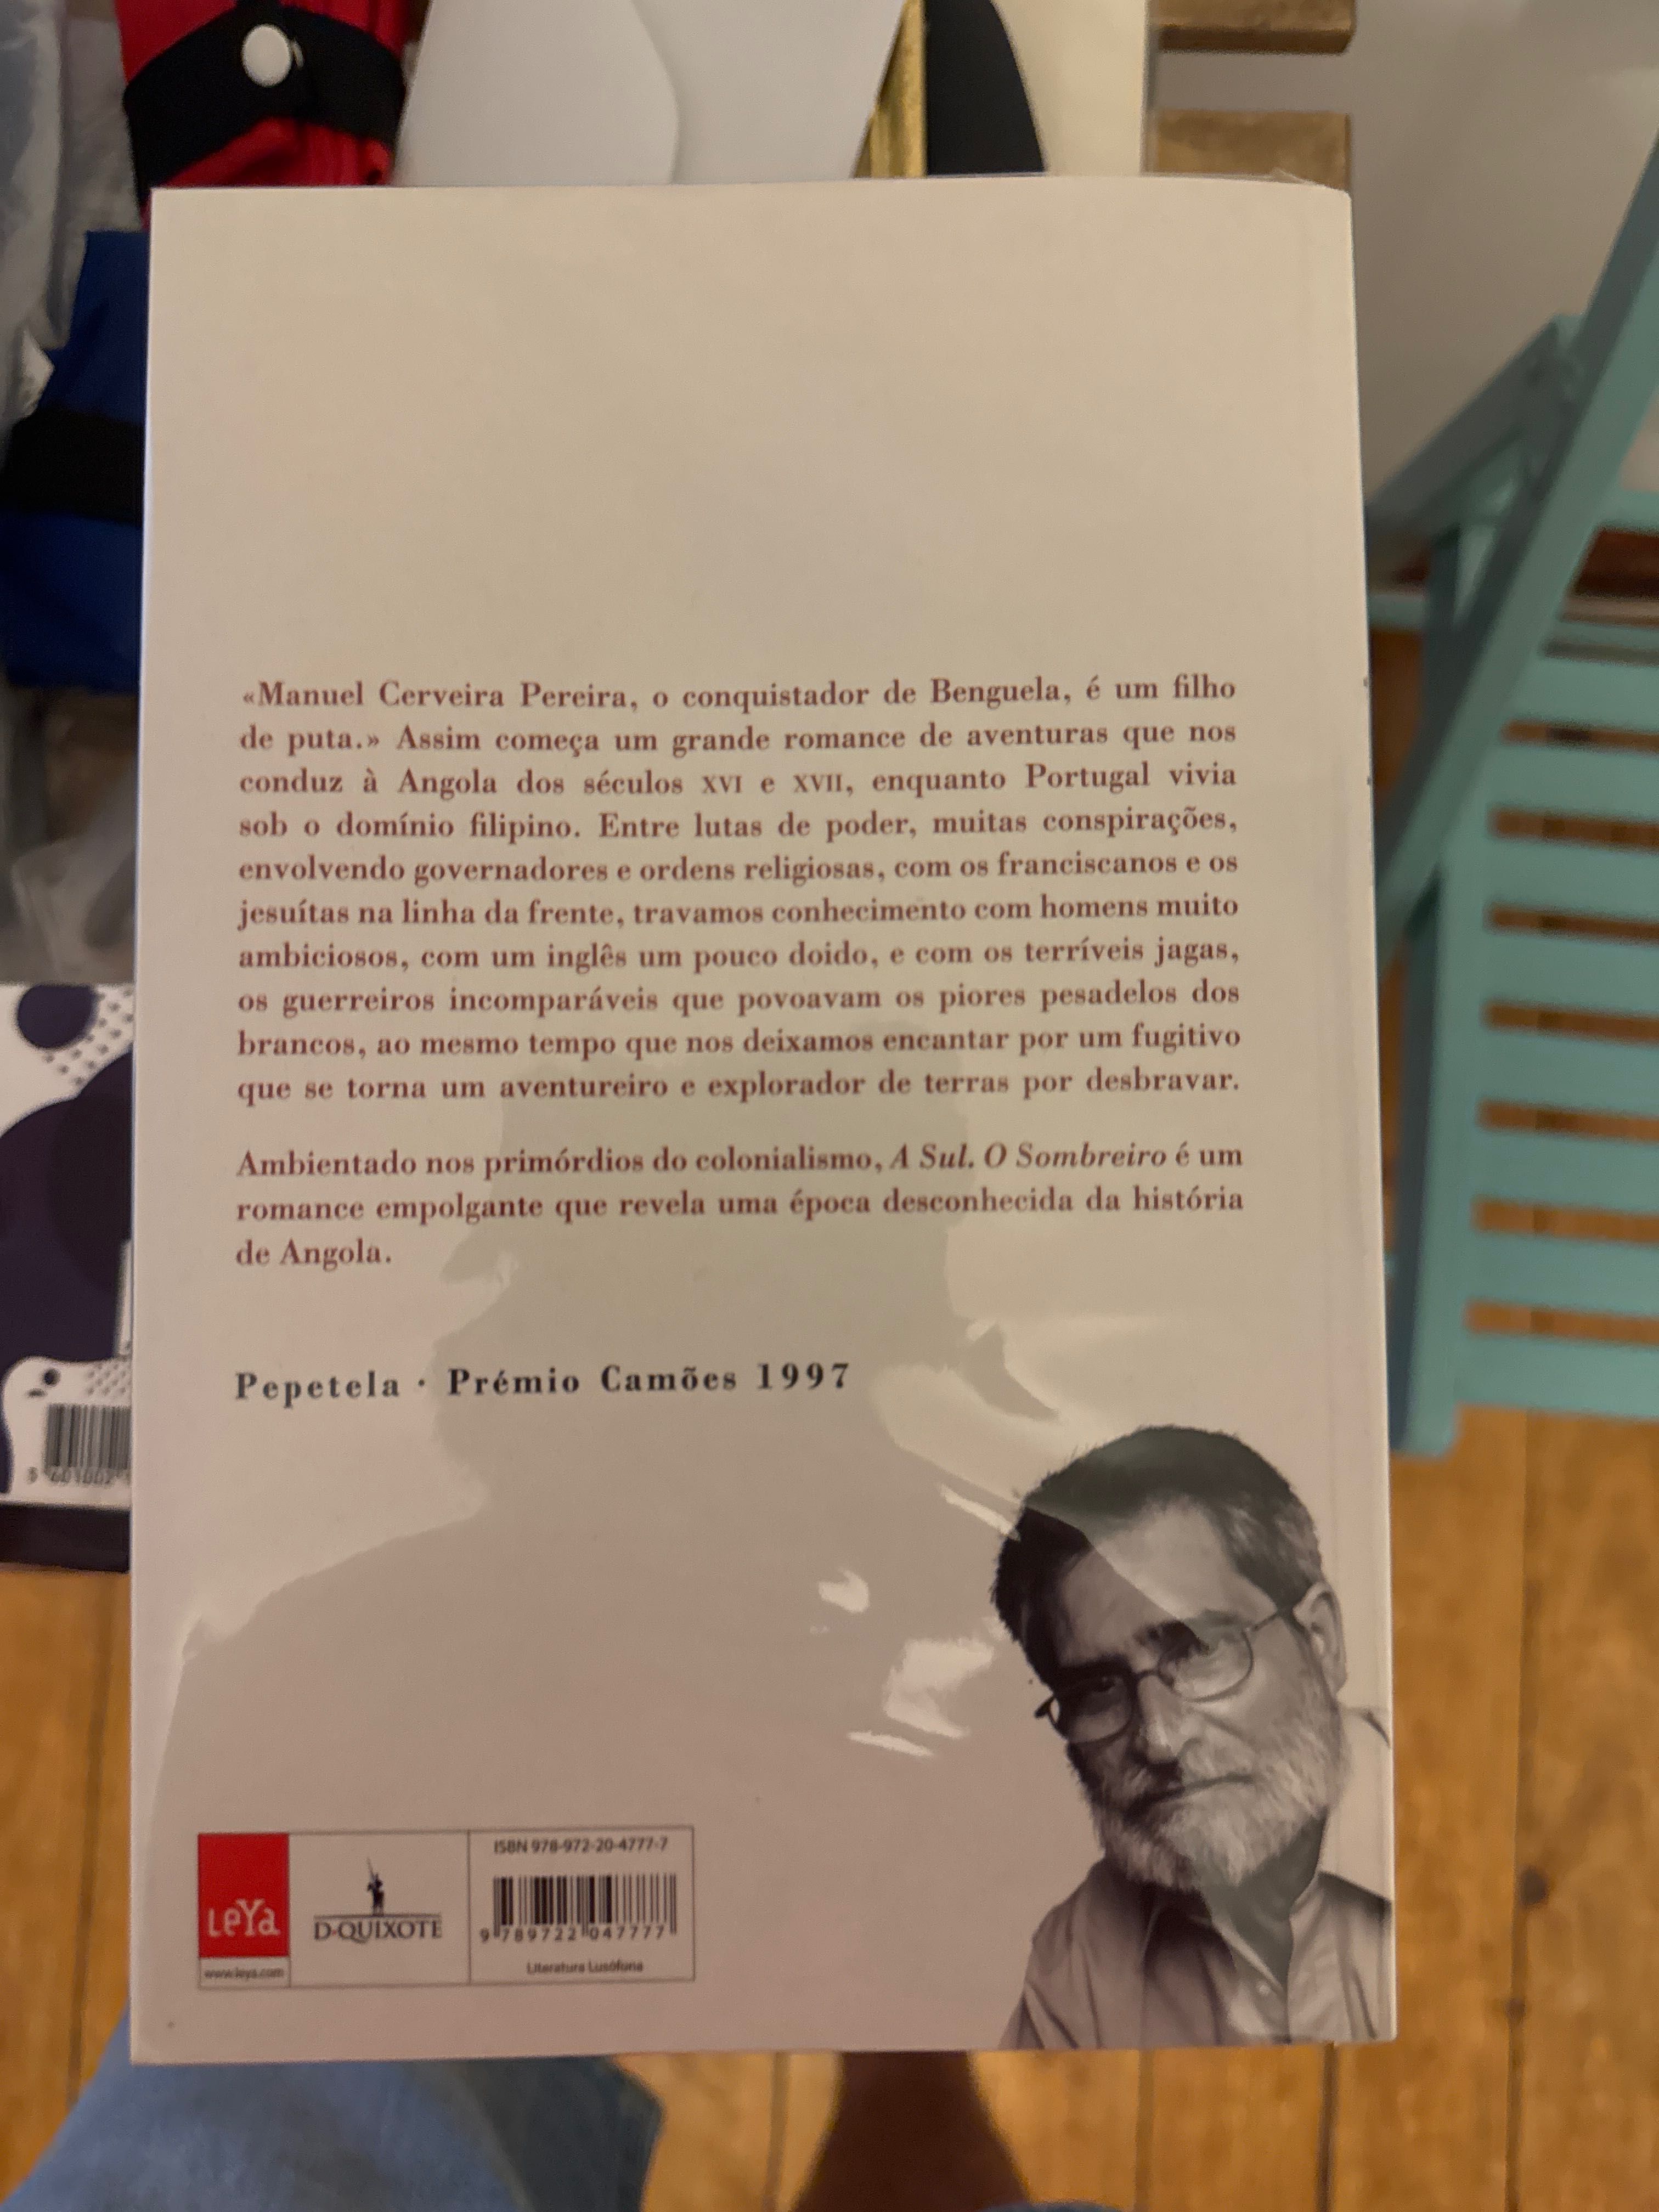 «Manuel Cerveira Pereira, o conquistador de Benguela, é um filho
de puta.» Assim começa um grande romance de aventuras que nos
conduz à Angola dos séculos XVI e XVII, enquanto Portugal vivia
sob o domínio filipino. Entre lutas de poder, muitas conspirações,
envolvendo governadores e ordens religiosas, com os franciscanos e os
jesuítas na linha da frente, travamos conhecimento com homens muito
ambiciosos, com um inglês um pouco doido, e com os terríveis jagas,
os guerreiros incomparáveis que povoavam os piores pesadelos dos
brancos, ao mesmo tempo que nos deixamos encantar por um fugitivo
que se torna um aventureiro e explorador de terras por desbravar.
Ambientado nos primórdios do colonialismo, A Sul. O Sombreiro é um
romance empolgante que revela uma época desconhecida da história
de Angola.
Pepetela · Prémio Camões 1997
LeYa
www.leya.com
D·QUIXOTE
ISBN 978-972-20-4777-7
9 789722 047777
Literatura Lusófona